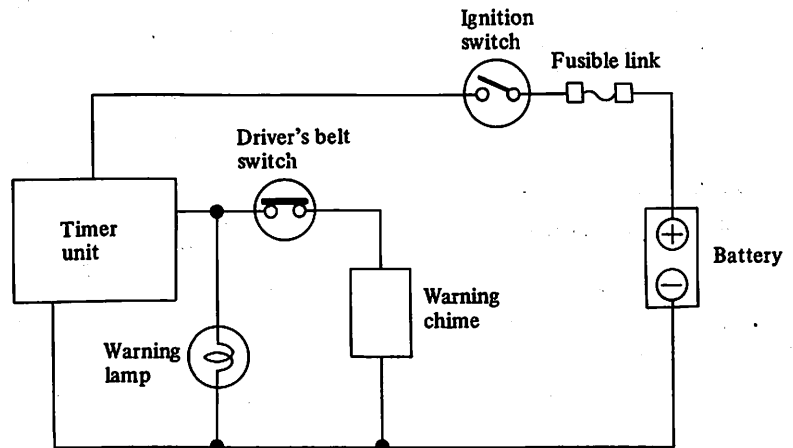 Ignition
switch
Fusible link
Driver's belt
switch
Timer
unit
+
−
Battery
Warning
chime
Warning
lamp